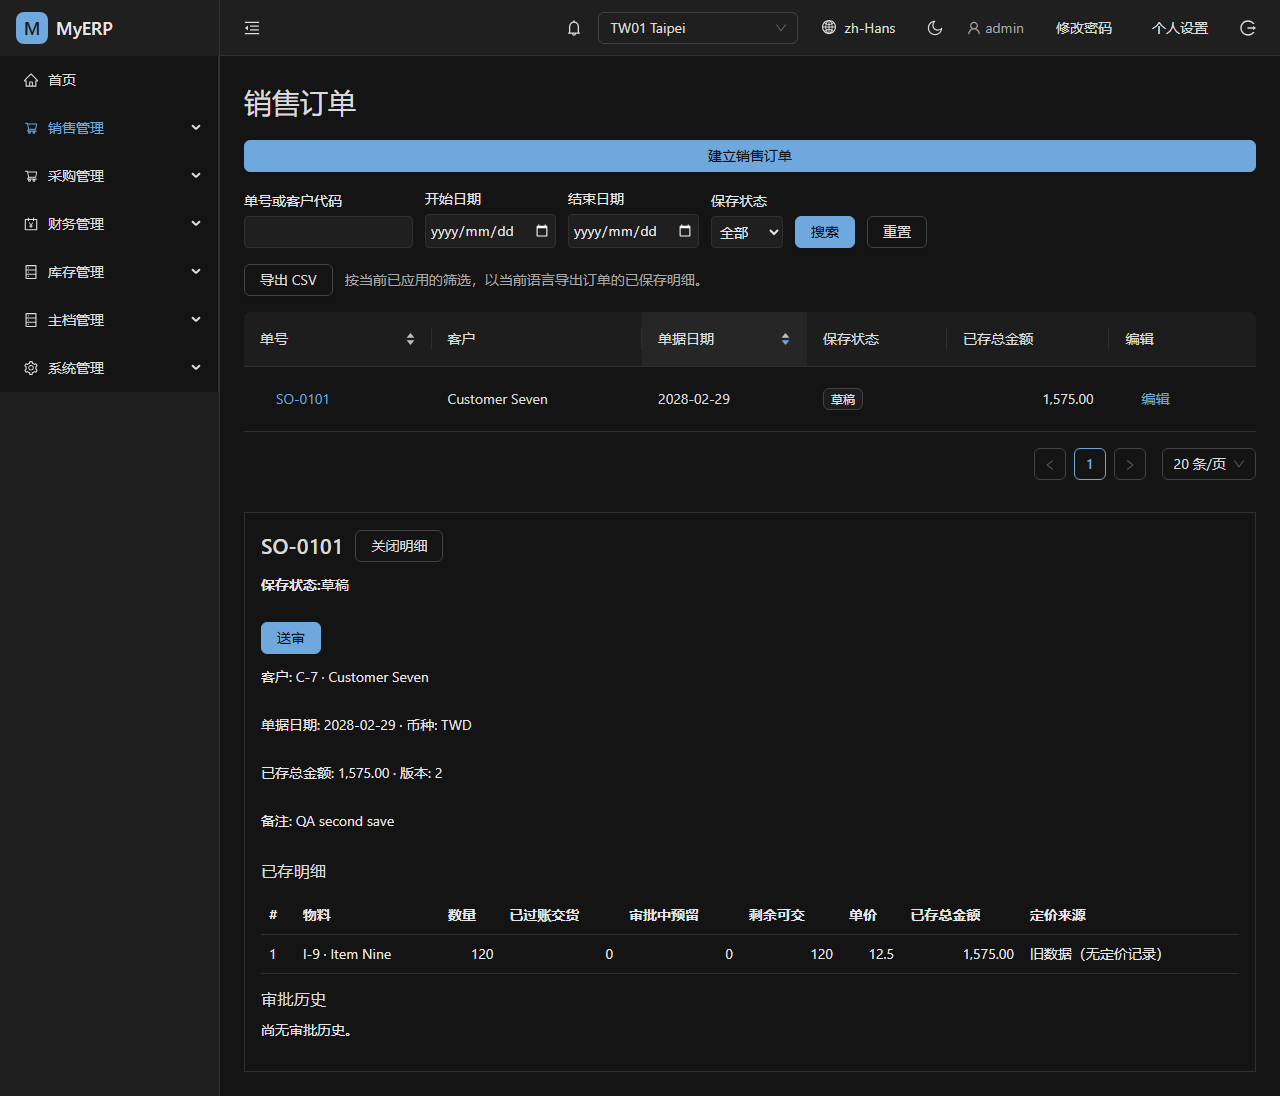 M MyERP
TW01 Taipei
zh-Hans
admin
修改密码
个人设置
首页
销售管理
采购管理
财务管理
库存管理
主档管理
系统管理
销售订单
建立销售订单
单号或客户代码 开始日期 结束日期 保存状态
yyyy/mm/dd yyyy/mm/dd 全部 搜索 重置
导出 CSV 按当前已应用的筛选，以当前语言导出订单的已保存明细。
单号 客户 单据日期 保存状态 已存总金额 编辑
SO-0101 Customer Seven 2028-02-29 草稿 1,575.00 编辑
< 1 > 20 条/页
SO-0101 关闭明细
保存状态:草稿
送审
客户: C-7 · Customer Seven
单据日期: 2028-02-29 · 币种: TWD
已存总金额: 1,575.00 · 版本: 2
备注: QA second save
已存明细
# 物料 数量 已过账交货 审批中预留 剩余可交 单价 已存总金额 定价来源
1 I-9 · Item Nine 120 0 0 120 12.5 1,575.00 旧数据（无定价记录）
审批历史
尚无审批历史。